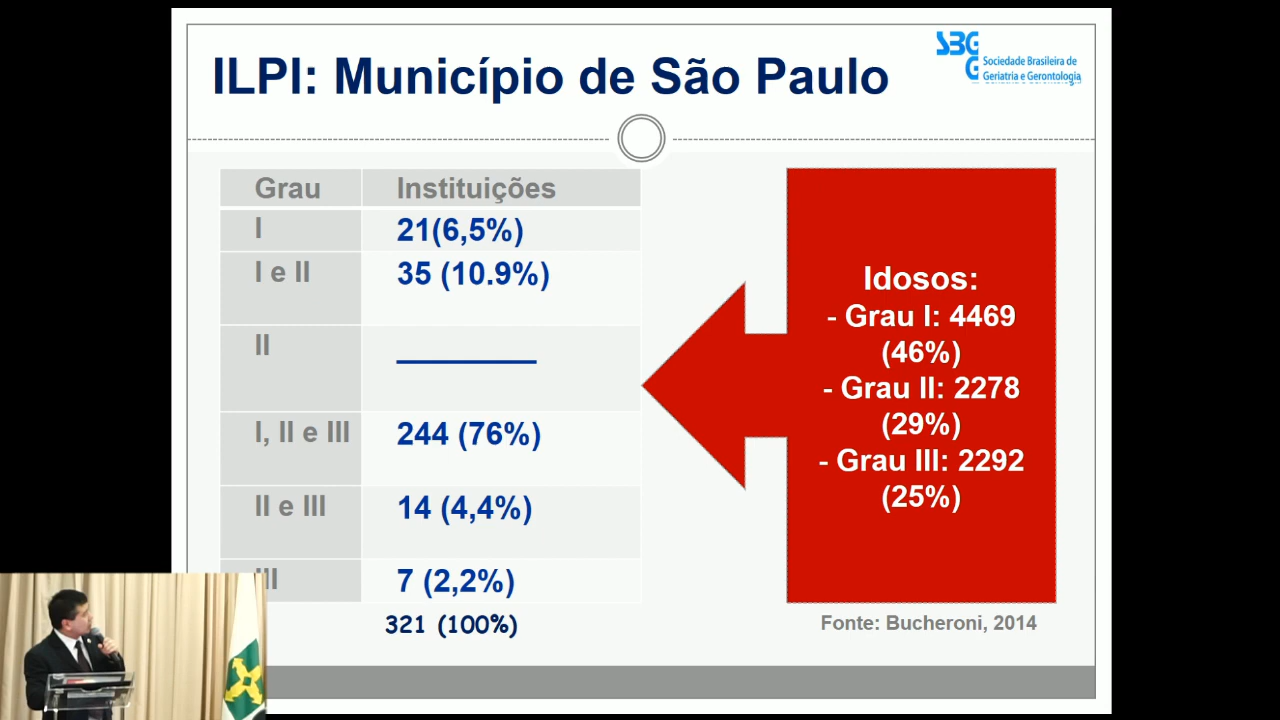 ILPI: Município de São Paulo
SBGG
Sociedade Brasileira de
Geriatria e Gerontologia
Grau Instituições
I 21(6,5%)
I e II 35 (10.9%)
II
I, II e III 244 (76%)
II e III 14 (4,4%)
III 7 (2,2%)
321 (100%)
Idosos:
- Grau I: 4469
(46%)
- Grau II: 2278
(29%)
- Grau III: 2292
(25%)
Fonte: Bucheroni, 2014